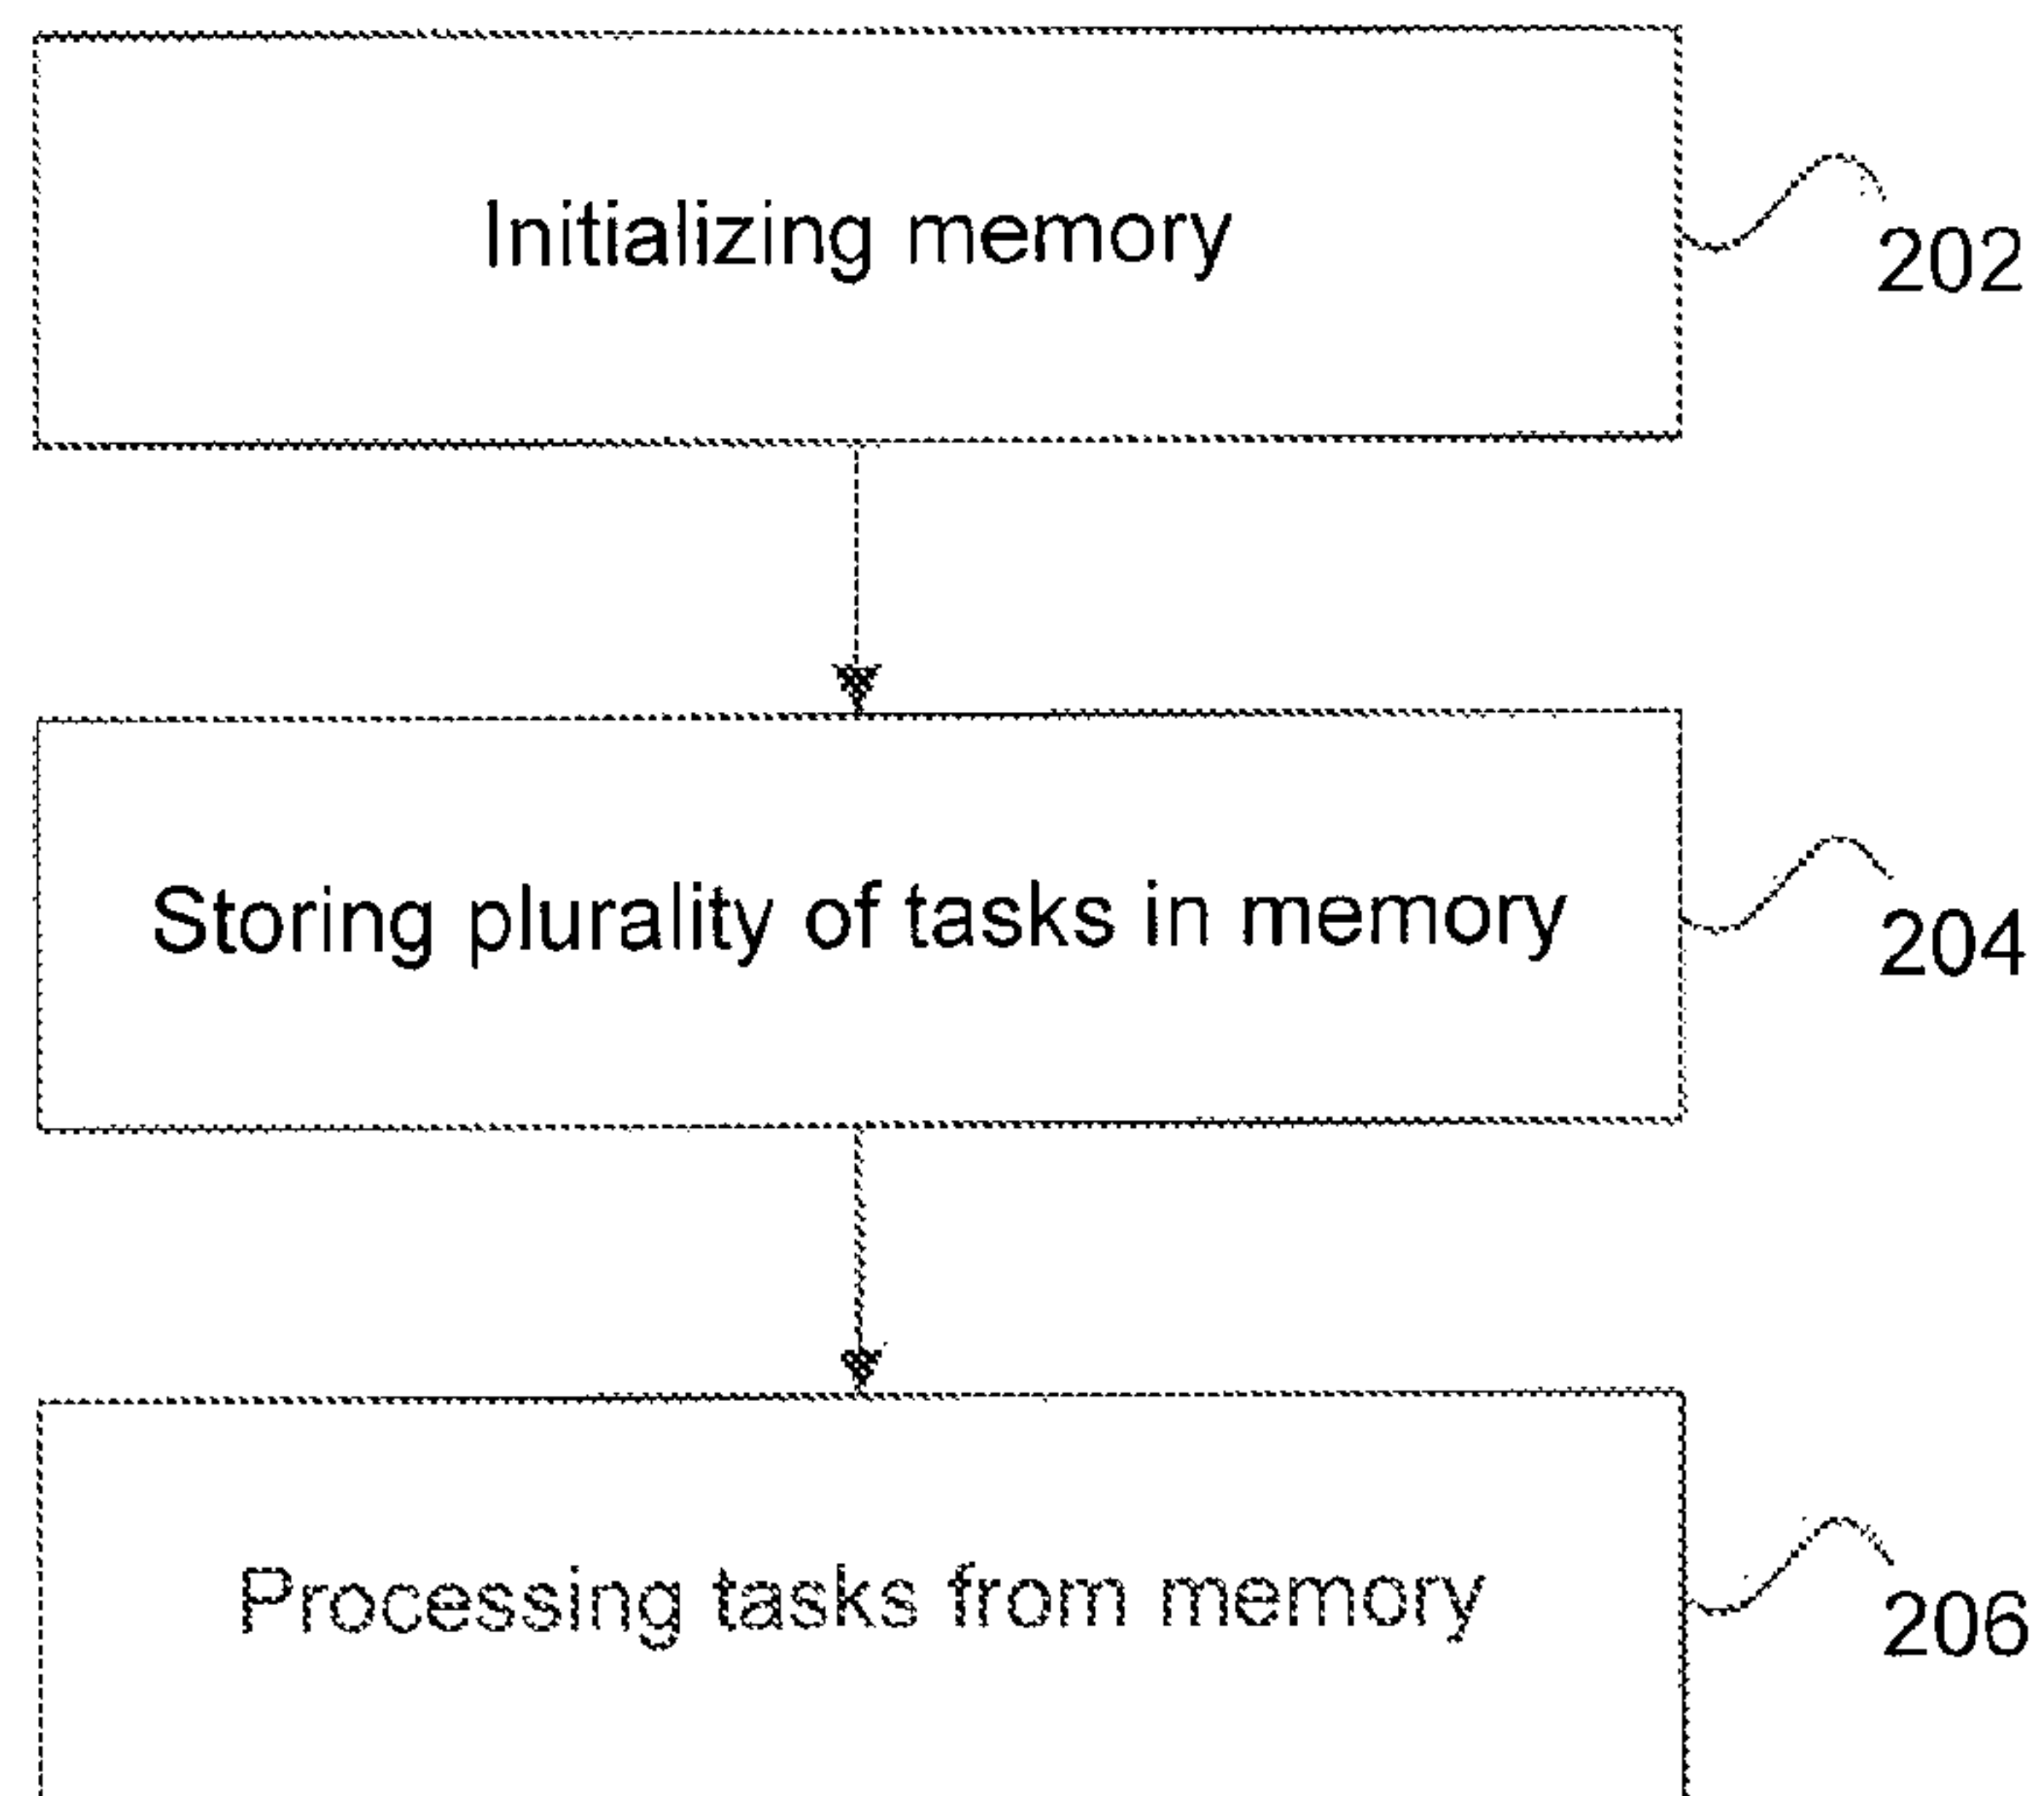 Initializing memory
202
Storing plurality of tasks in memory
204
Processing tasks from memory
206